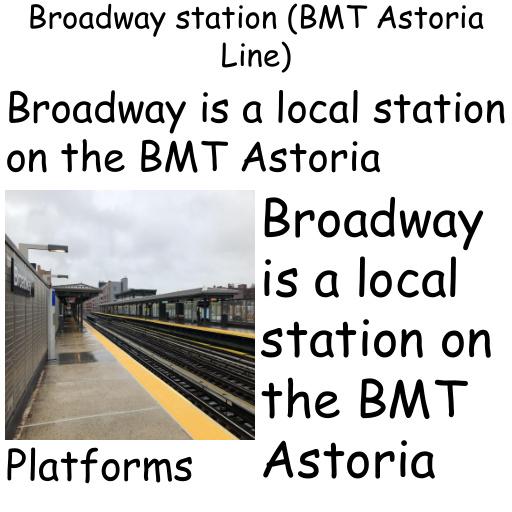 Broadway station (BMT Astoria
Line)
Broadway is a local station
on the BMT Astoria
Broadway
is a local
station on
the BMT
Astoria
Platforms